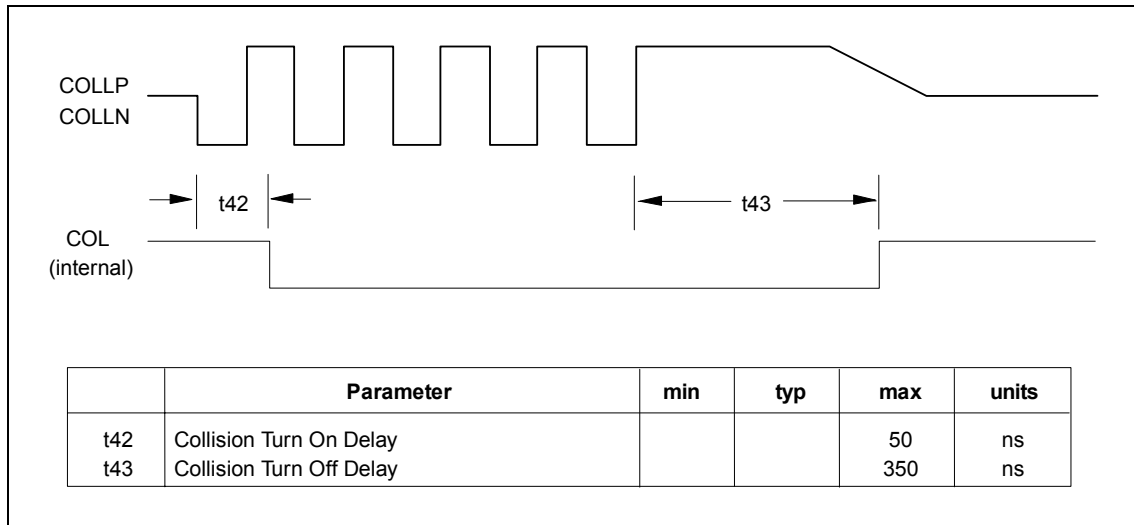 COLLP
COLLN
t42
t43
COL
(internal)
Parameter min typ max units
t42 Collision Turn On Delay 50 ns
t43 Collision Turn Off Delay 350 ns